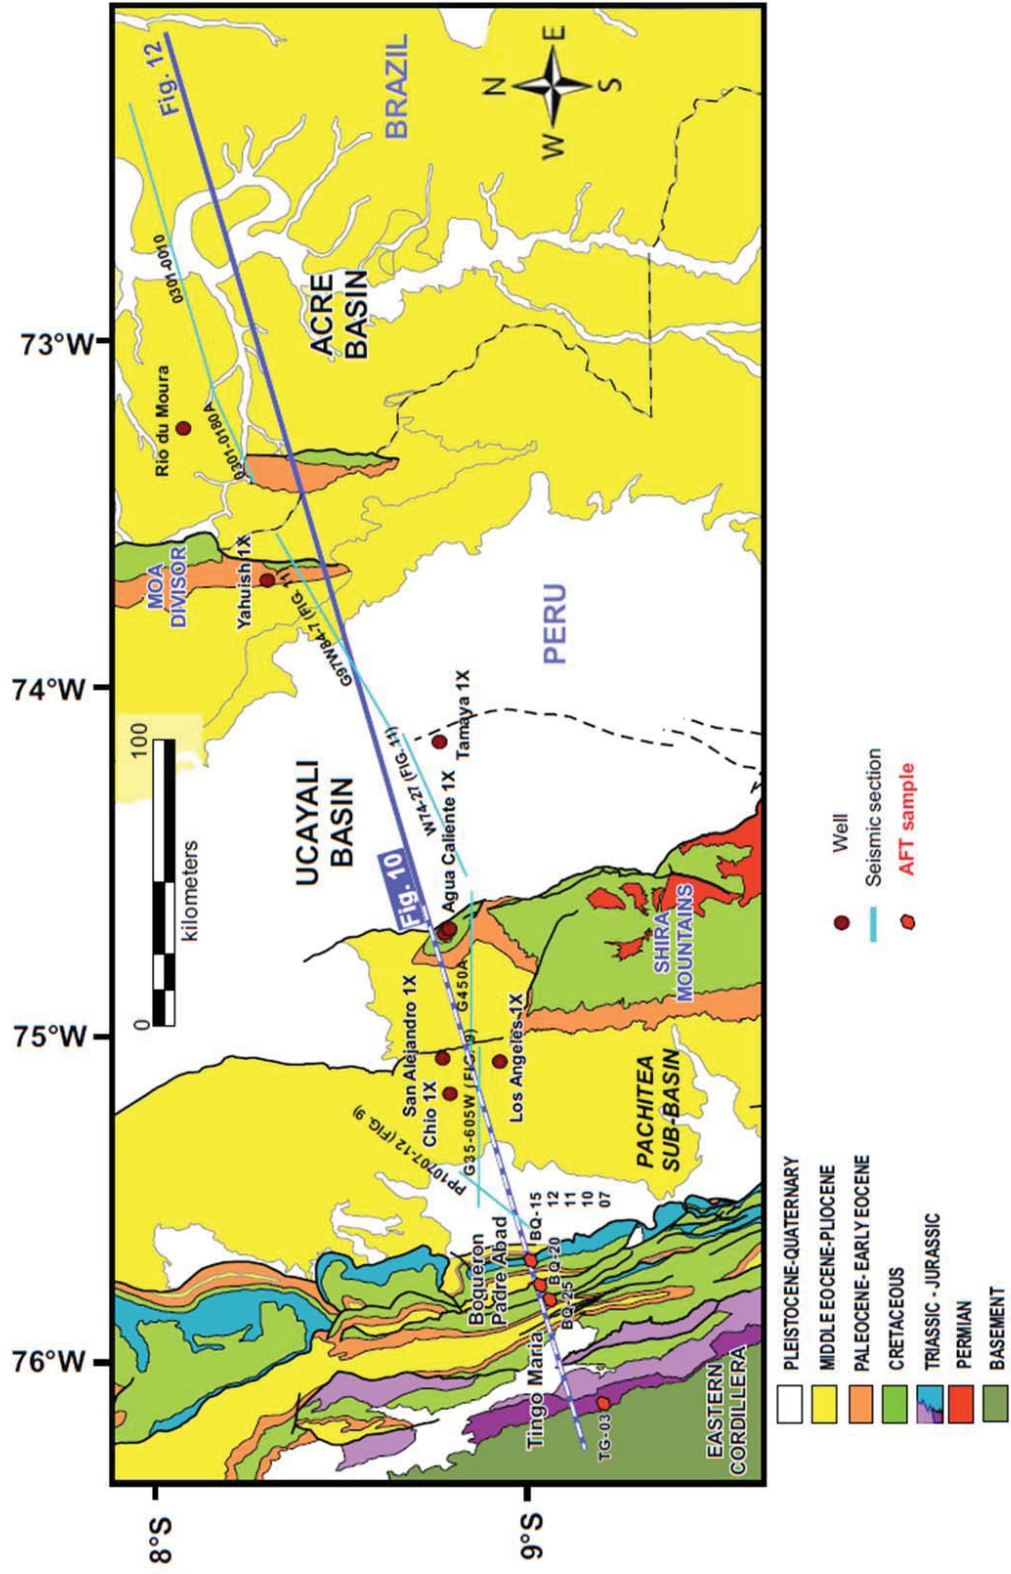 76°W
75°W
74°W
73°W
8°S
9°S
0
100
kilometers
MOA
DIVISOR
Rio du Moura
0301-0010
Fig. 12
0301-0180A
Yahuish 1X
G97W84-7 (FIG. 11)
UCAYALI
BASIN
ACRE
BASIN
BRAZIL
N
W
E
S
Fig. 10
W74-27 (FIG.11)
San Alejandro 1X
Chio 1X
PP10707-12 (FIG. 9)
G35-605W (FIG. 9)
G450A
Agua Caliente 1X
Tamaya 1X
Los Angeles 1X
Boqueron
Padre Abad
BQ-15
12
11
10
07
BQ-20
BQ-25
Tingo Maria
TG-03
PERU
PACHITEA
SUB-BASIN
SHIRA
MOUNTAINS
EASTERN
CORDILLERA
PLEISTOCENE-QUATERNARY
MIDDLE EOCENE-PLIOCENE
PALEOCENE- EARLY EOCENE
CRETACEOUS
TRIASSIC - JURASSIC
PERMIAN
BASEMENT
Well
Seismic section
AFT sample